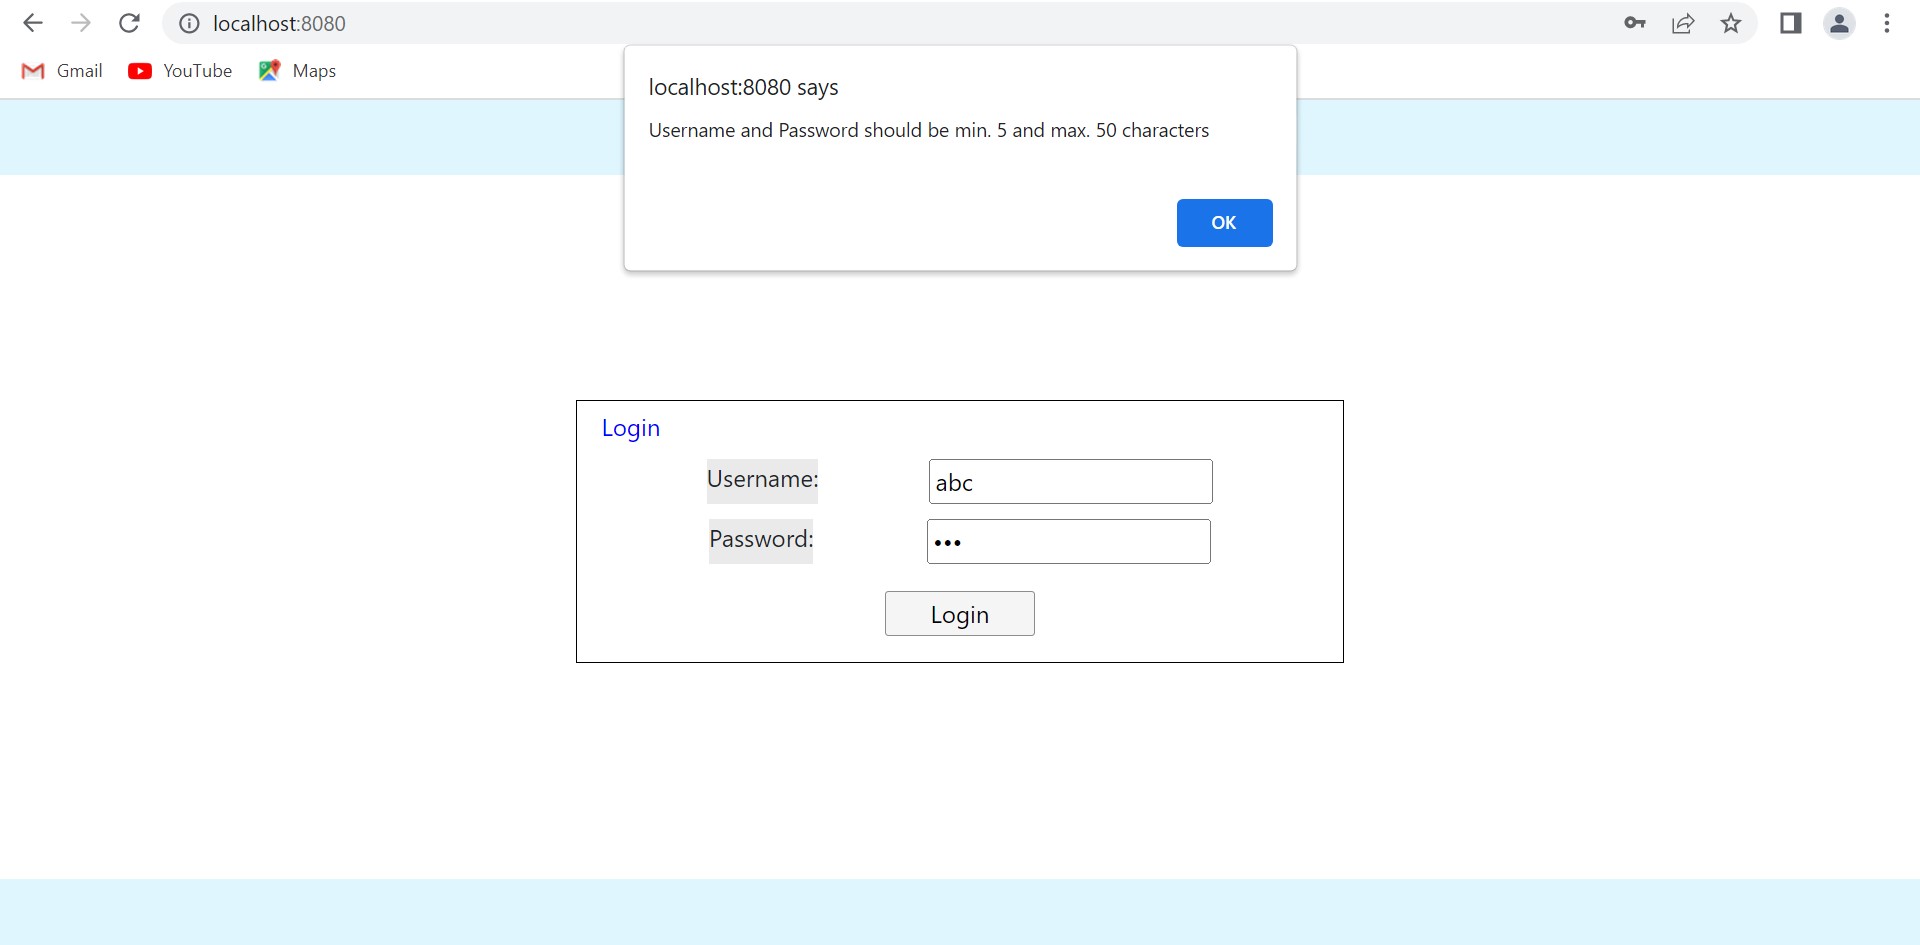 localhost:8080
Gmail YouTube Maps
localhost:8080 says
Username and Password should be min. 5 and max. 50 characters
OK
Login
Username: abc
Password: •••
Login